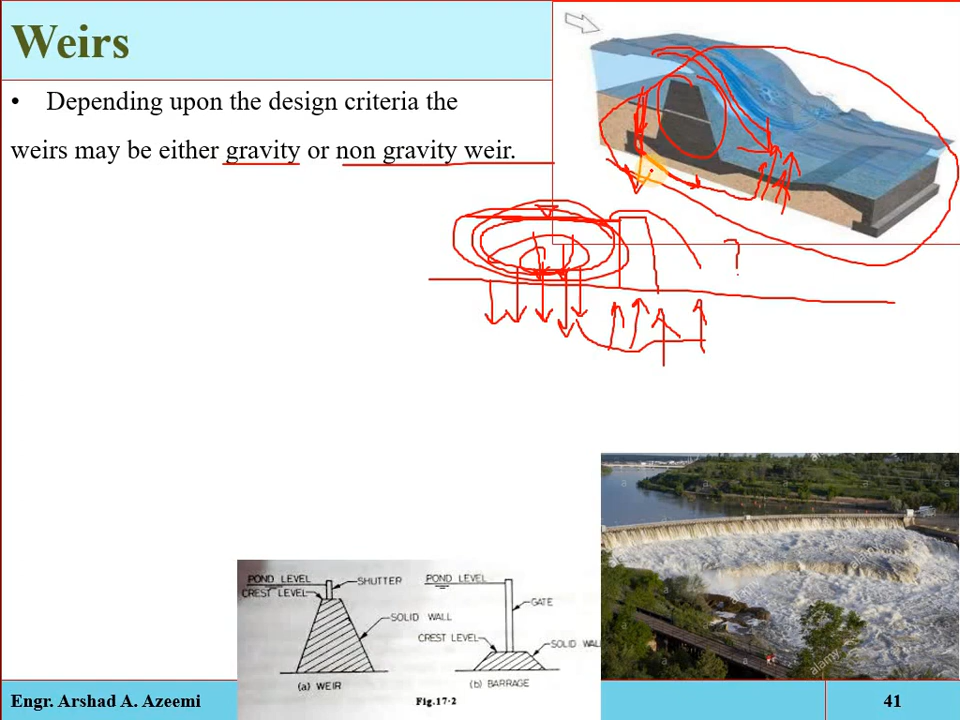 Weirs
• Depending upon the design criteria the
weirs may be either gravity or non gravity weir.
?
POND LEVEL
CREST LEVEL
SHUTTER
SOLID WALL
(a) WEIR
POND LEVEL
GATE
CREST LEVEL
SOLID WAL
(b) BARRAGE
Fig.17-2
alamy
Engr. Arshad A. Azeemi
41